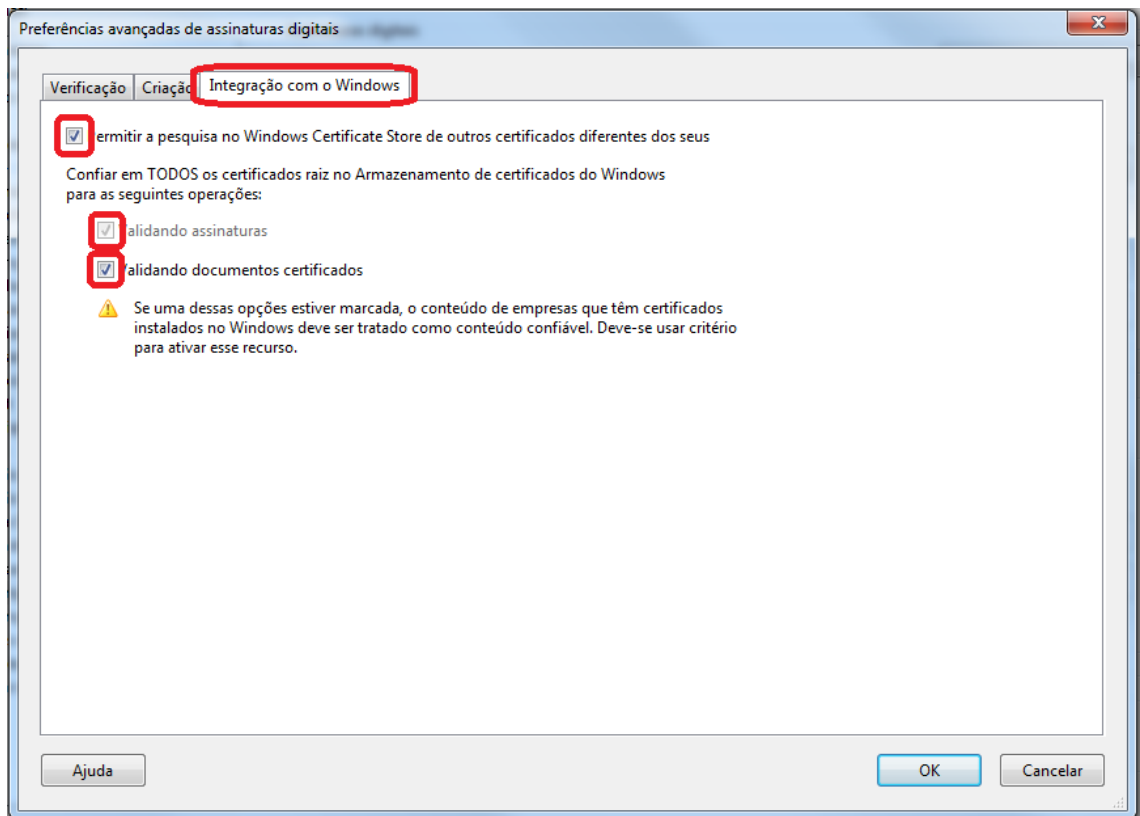 Preferências avançadas de assinaturas digitais
Verificação Criação Integração com o Windows
ermitir a pesquisa no Windows Certificate Store de outros certificados diferentes dos seus
Confiar em TODOS os certificados raiz no Armazenamento de certificados do Windows
para as seguintes operações:
alidando assinaturas
Validando documentos certificados
Se uma dessas opções estiver marcada, o conteúdo de empresas que têm certificados
instalados no Windows deve ser tratado como conteúdo confiável. Deve-se usar critério
para ativar esse recurso.
Ajuda OK Cancelar